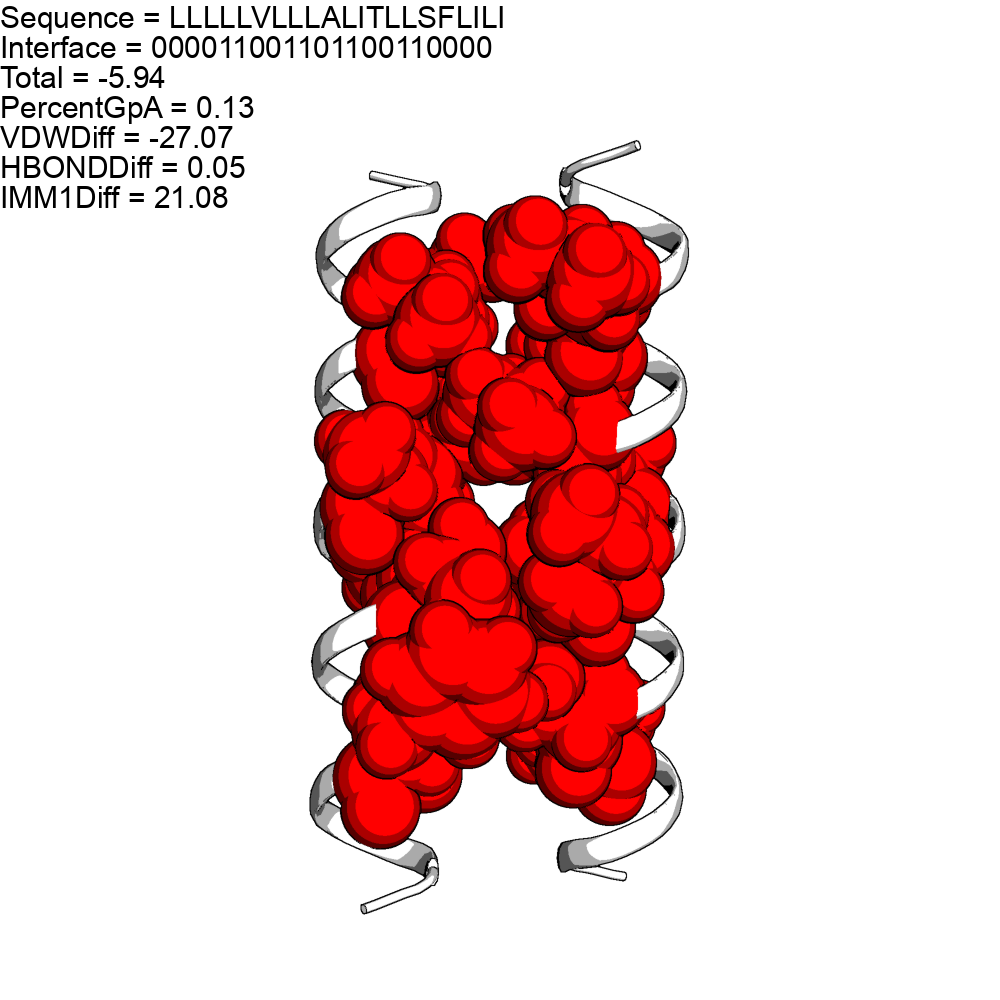 Sequence = LLLLLVLLLALITLLSFLILI
Interface = 000011001101100110000
Total = -5.94
PercentGpA = 0.13
VDWDiff = -27.07
HBONDDiff = 0.05
IMM1Diff = 21.08